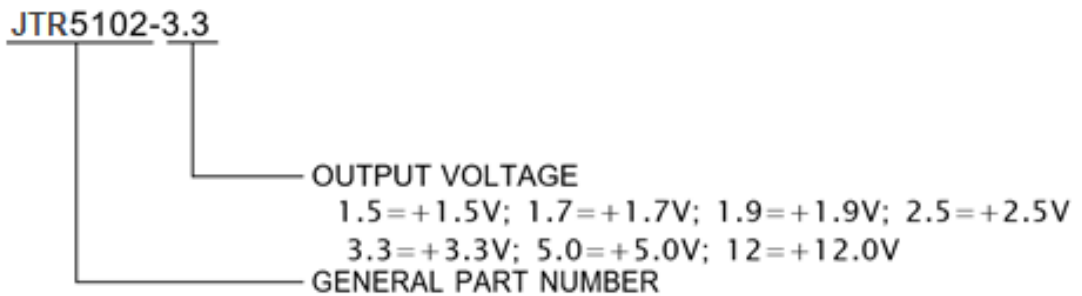 JTR5102-3.3
OUTPUT VOLTAGE
1.5=+1.5V; 1.7=+1.7V; 1.9=+1.9V; 2.5=+2.5V
3.3=+3.3V; 5.0=+5.0V; 12=+12.0V
GENERAL PART NUMBER